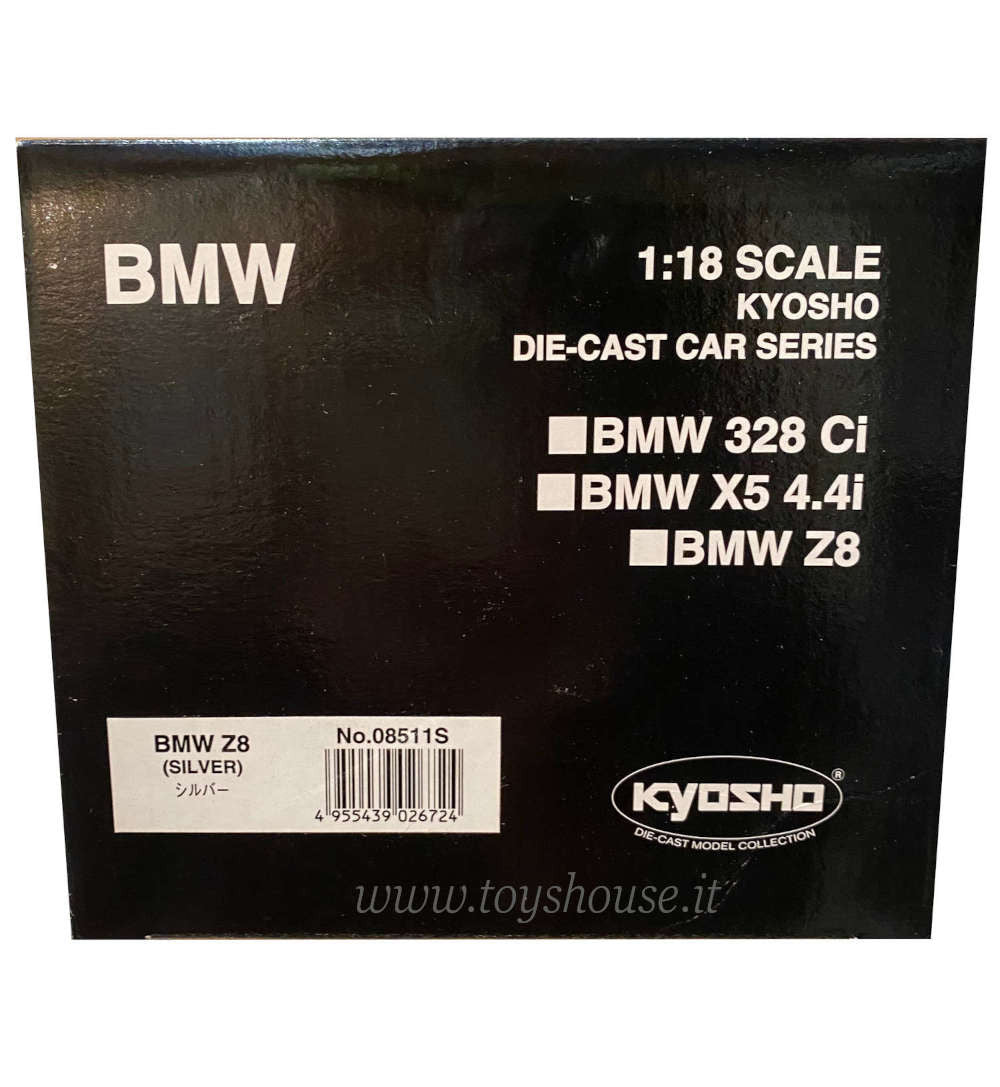 BMW
1:18 SCALE
KYOSHO
DIE-CAST CAR SERIES
BMW 328 Ci
BMW X5 4.4i
BMW Z8
BMW Z8
(SILVER)
シルバー
No.08511S
4 955439 026724
KYOSHO®
DIE-CAST MODEL COLLECTION
www.toyshouse.it